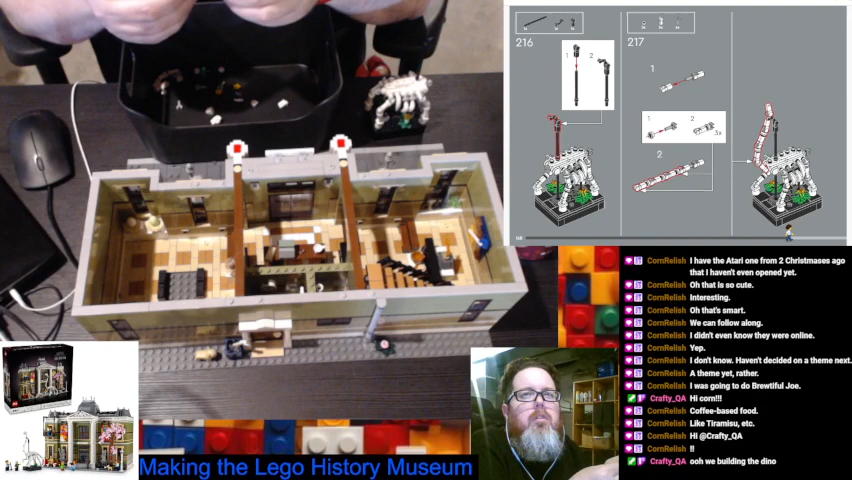 216
217
1
2
1
1
2
3x
2
CornRelish I have the Atari one from 2 Christmases ago
that I haven't even opened yet.
CornRelish Oh that is so cute.
CornRelish Interesting.
CornRelish Oh that's smart.
CornRelish We can follow along.
CornRelish I didn't even know they were online.
CornRelish Yep.
CornRelish I don't know. Haven't decided on a theme next.
CornRelish A theme yet, rather.
CornRelish I was going to do Brewtiful Joe.
Crafty_QA Hi corn!!!
CornRelish Coffee-based food.
CornRelish Like Tiramisu, etc.
CornRelish Hi @Crafty_QA
CornRelish !!
Crafty_QA ooh we building the dino
Making the Lego History Museum